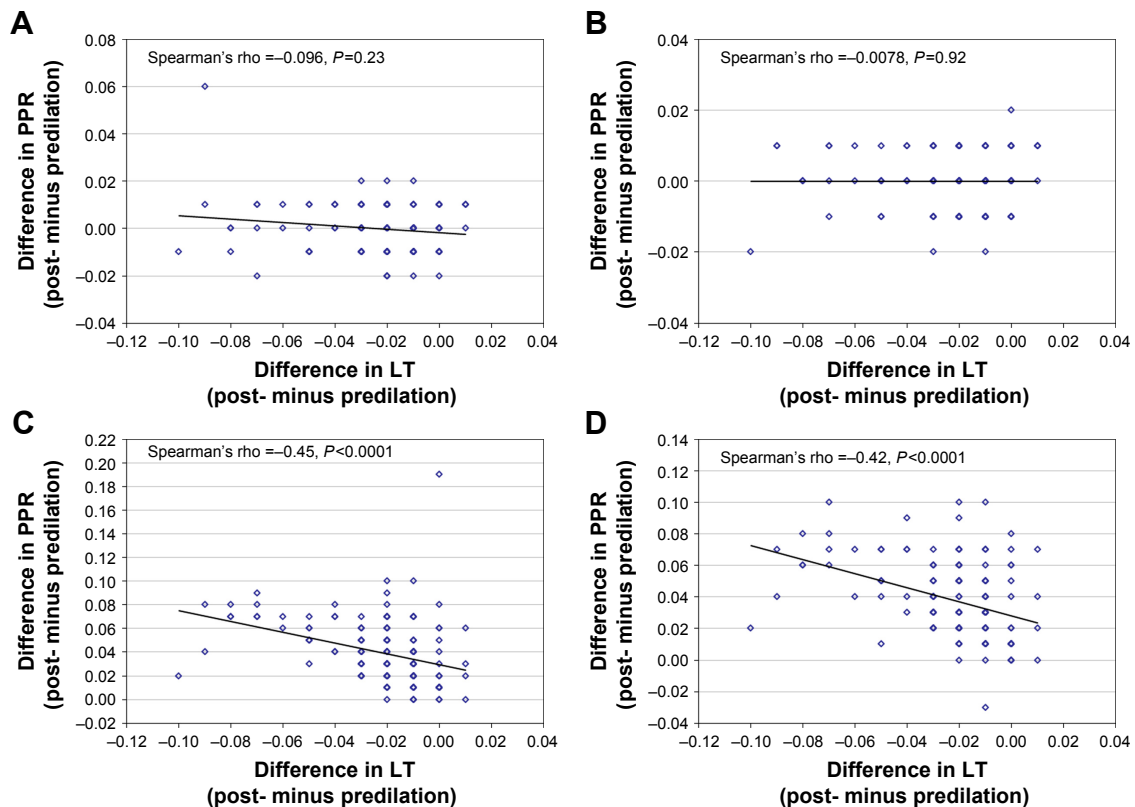 A
Spearman's rho =–0.096, P=0.23
Difference in PPR
(post- minus predilation)
0.08
0.06
0.04
0.02
0.00
–0.02
–0.04
–0.12 –0.10 –0.08 –0.06 –0.04 –0.02 0.00 0.02 0.04
Difference in LT
(post- minus predilation)
B
Spearman's rho =–0.0078, P=0.92
Difference in PPR
(post- minus predilation)
0.04
0.02
0.00
–0.02
–0.04
–0.12 –0.10 –0.08 –0.06 –0.04 –0.02 0.00 0.02 0.04
Difference in LT
(post- minus predilation)
C
Spearman's rho =–0.45, P<0.0001
Difference in PPR
(post- minus predilation)
0.22
0.20
0.18
0.16
0.14
0.12
0.10
0.08
0.06
0.04
0.02
0.00
–0.02
–0.12 –0.10 –0.08 –0.06 –0.04 –0.02 0.00 0.02 0.04
Difference in LT
(post- minus predilation)
D
Spearman's rho =–0.42, P<0.0001
Difference in PPR
(post- minus predilation)
0.14
0.12
0.10
0.08
0.06
0.04
0.02
0.00
–0.02
–0.04
–0.12 –0.10 –0.08 –0.06 –0.04 –0.02 0.00 0.02 0.04
Difference in LT
(post- minus predilation)